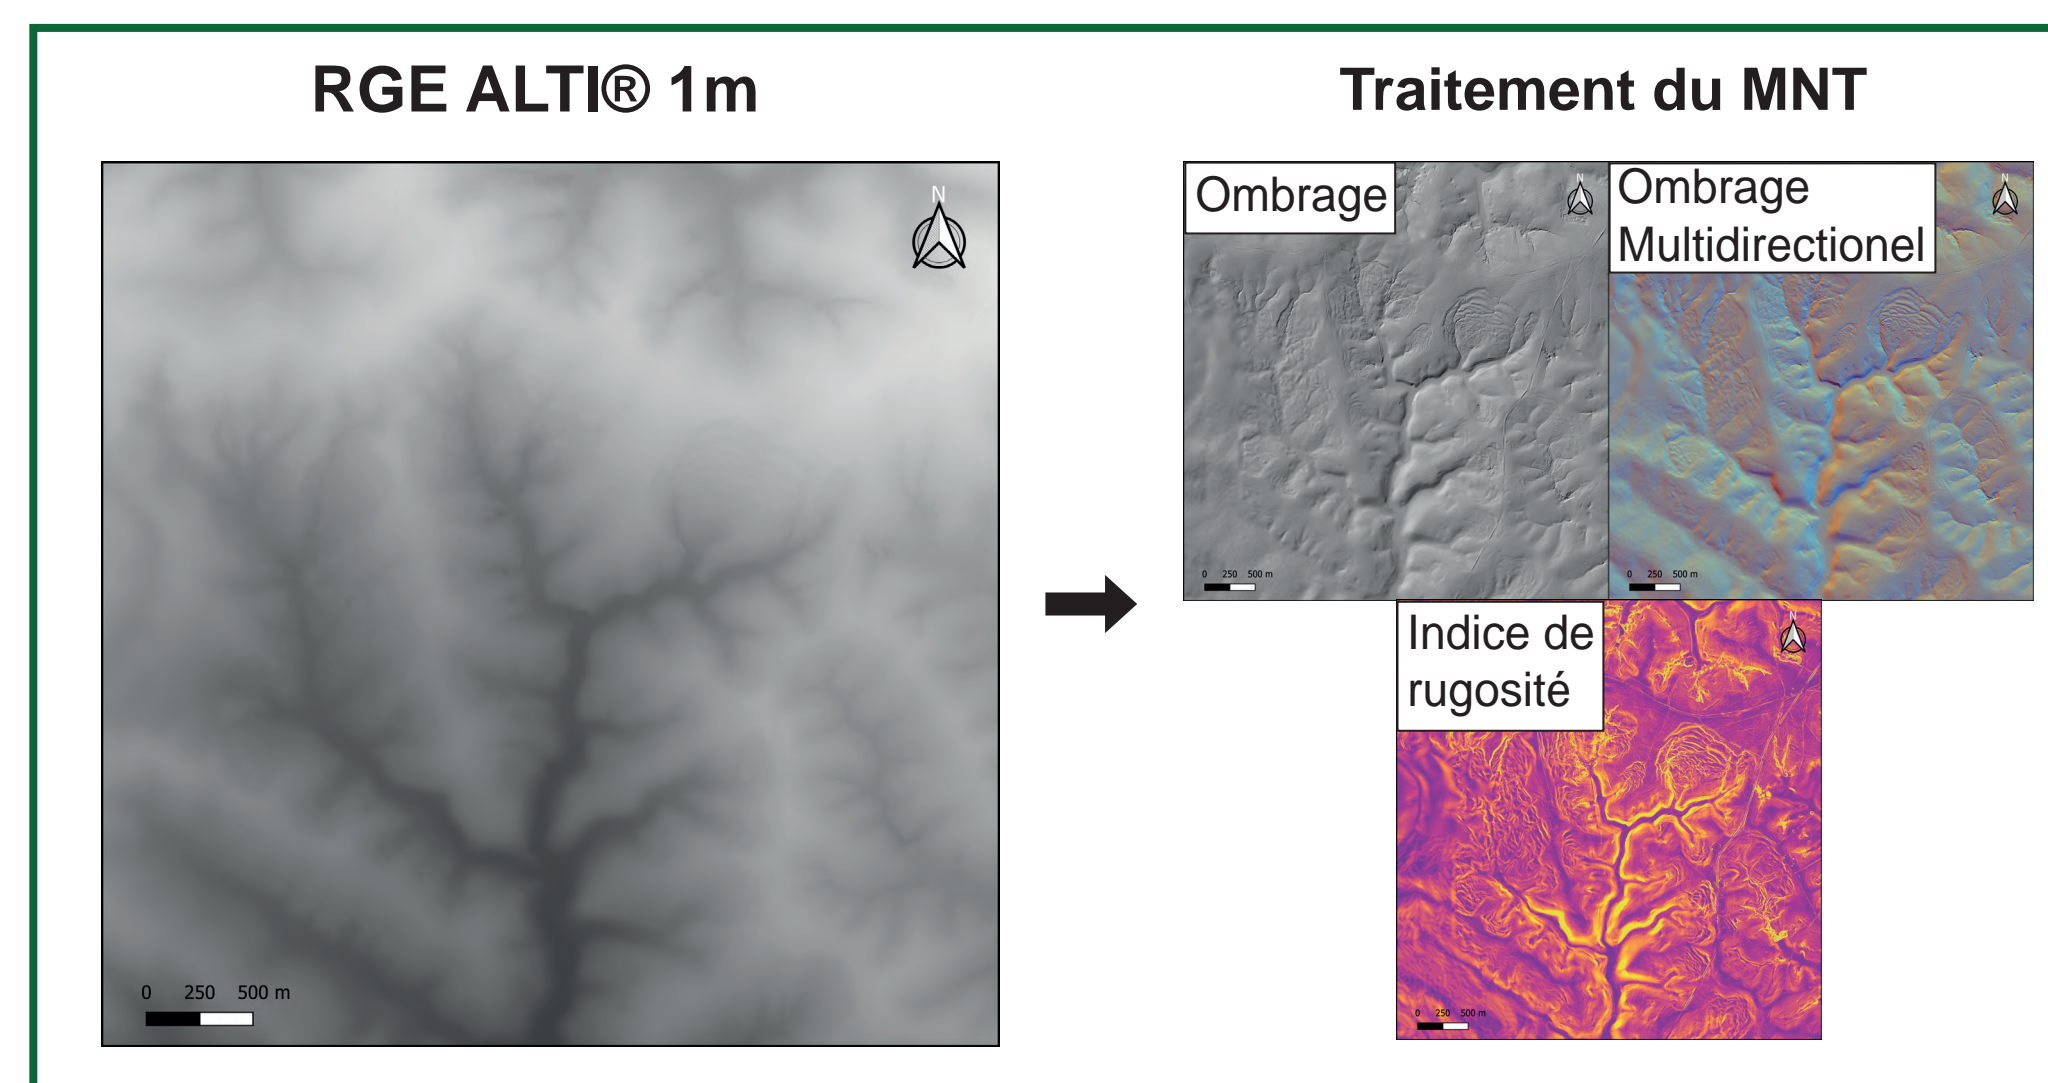 RGE ALTI® 1m
N
0 250 500 m
Traitement du MNT
Ombrage
N
0 250 500 m
Ombrage
Multidirectionel
N
0 250 500 m
Indice de
rugosité
N
0 250 500 m